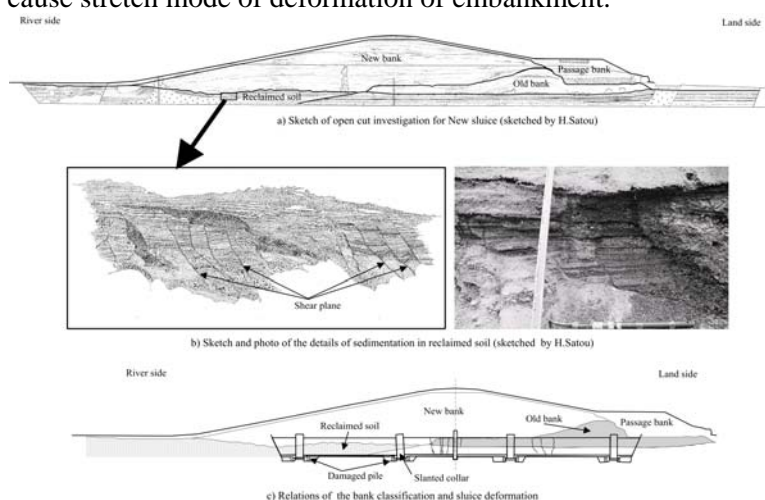 cause stretch mode of deformation of embankment.
River side
Land side
New bank
Passage bank
Old bank
Reclaimed soil
a) Sketch of open cut investigation for New sluice (sketched by H.Satou)
Shear plane
b) Sketch and photo of the details of sedimentation in reclaimed soil (sketched by H.Satou)
River side
Land side
New bank
Old bank
Passage bank
Reclaimed soil
Damaged pile
Slanted collar
c) Relations of the bank classification and sluice deformation